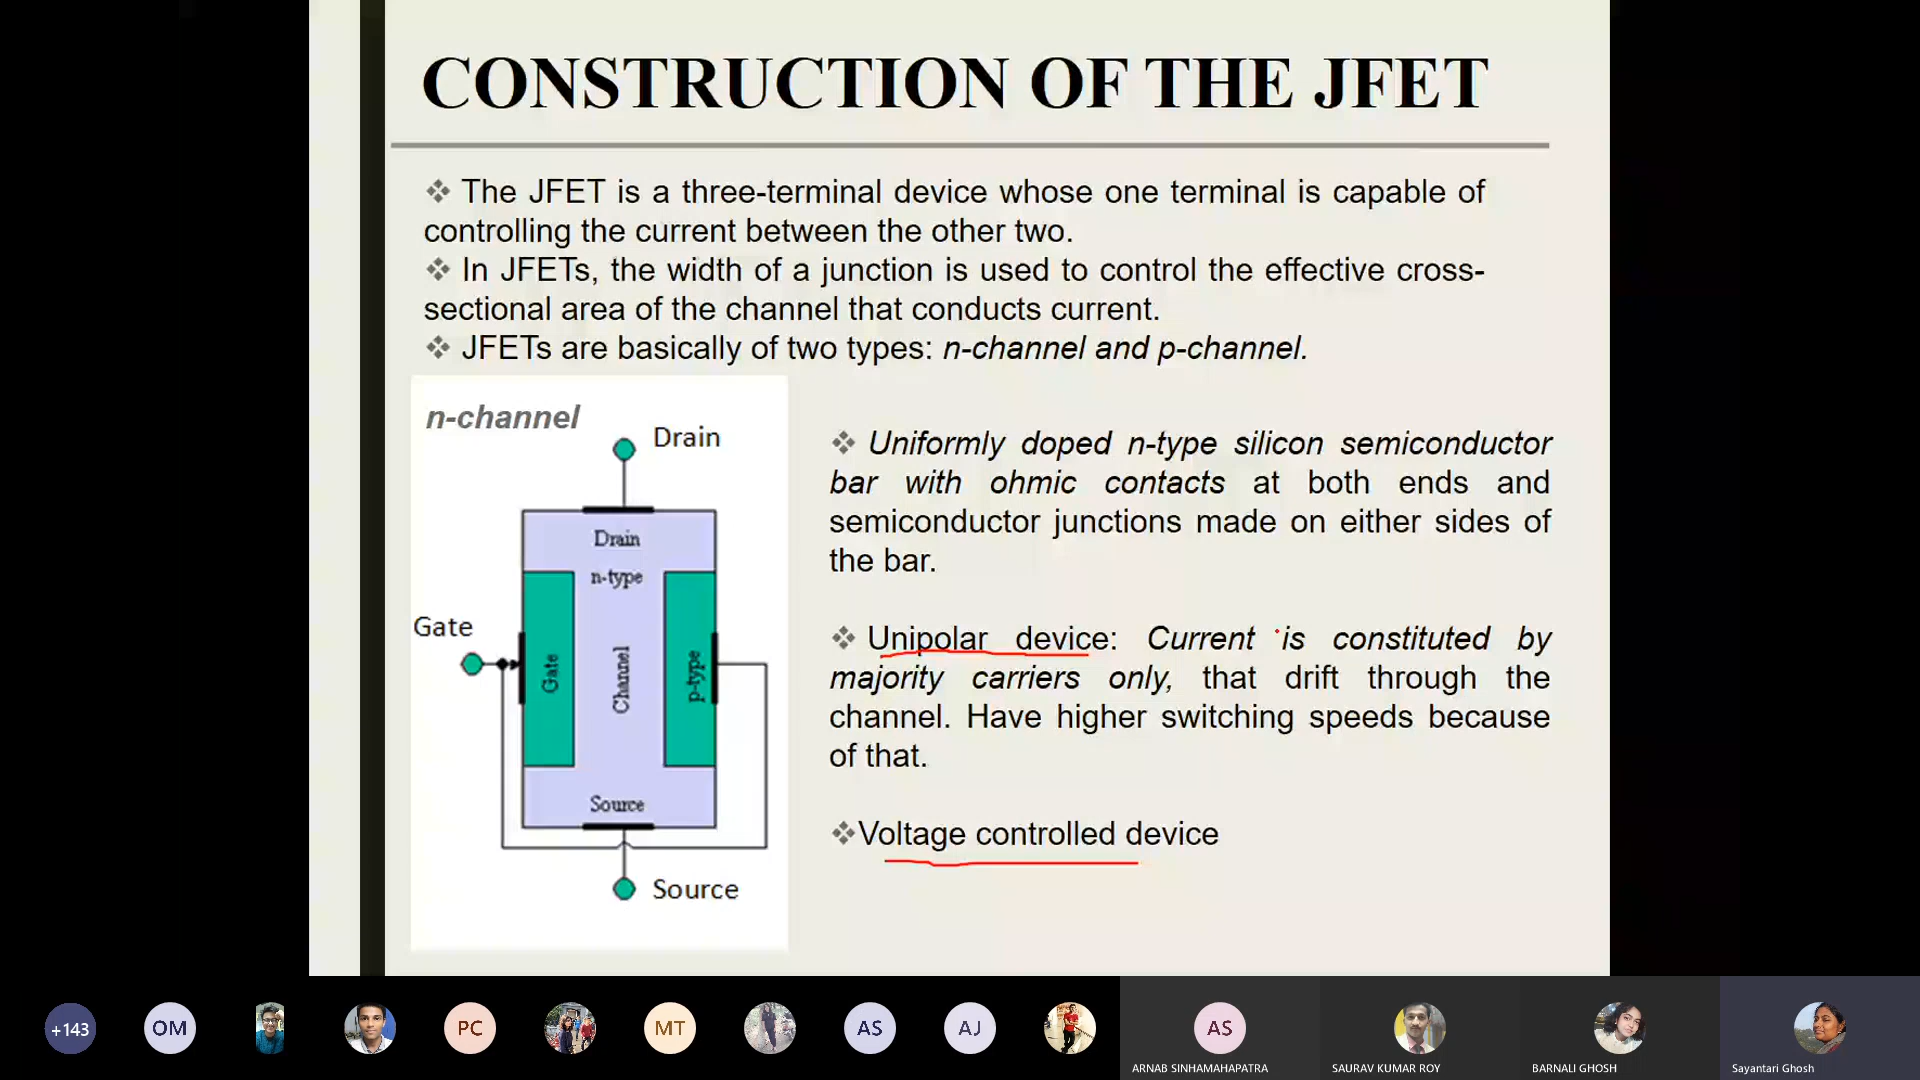 CONSTRUCTION OF THE JFET
❖ The JFET is a three-terminal device whose one terminal is capable of
controlling the current between the other two.
❖ In JFETs, the width of a junction is used to control the effective cross-
sectional area of the channel that conducts current.
❖ JFETs are basically of two types: n-channel and p-channel.
n-channel
Drain
Drain
n-type
Gate
Gate
Channel
p-type
Source
Source
❖ Uniformly doped n-type silicon semiconductor
bar with ohmic contacts at both ends and
semiconductor junctions made on either sides of
the bar.
❖ Unipolar device: Current is constituted by
majority carriers only, that drift through the
channel. Have higher switching speeds because
of that.
❖Voltage controlled device
+143
OM
PC
MT
AS
AJ
AS
ARNAB SINHAMAHAPATRA
SAURAV KUMAR ROY
BARNALI GHOSH
Sayantari Ghosh